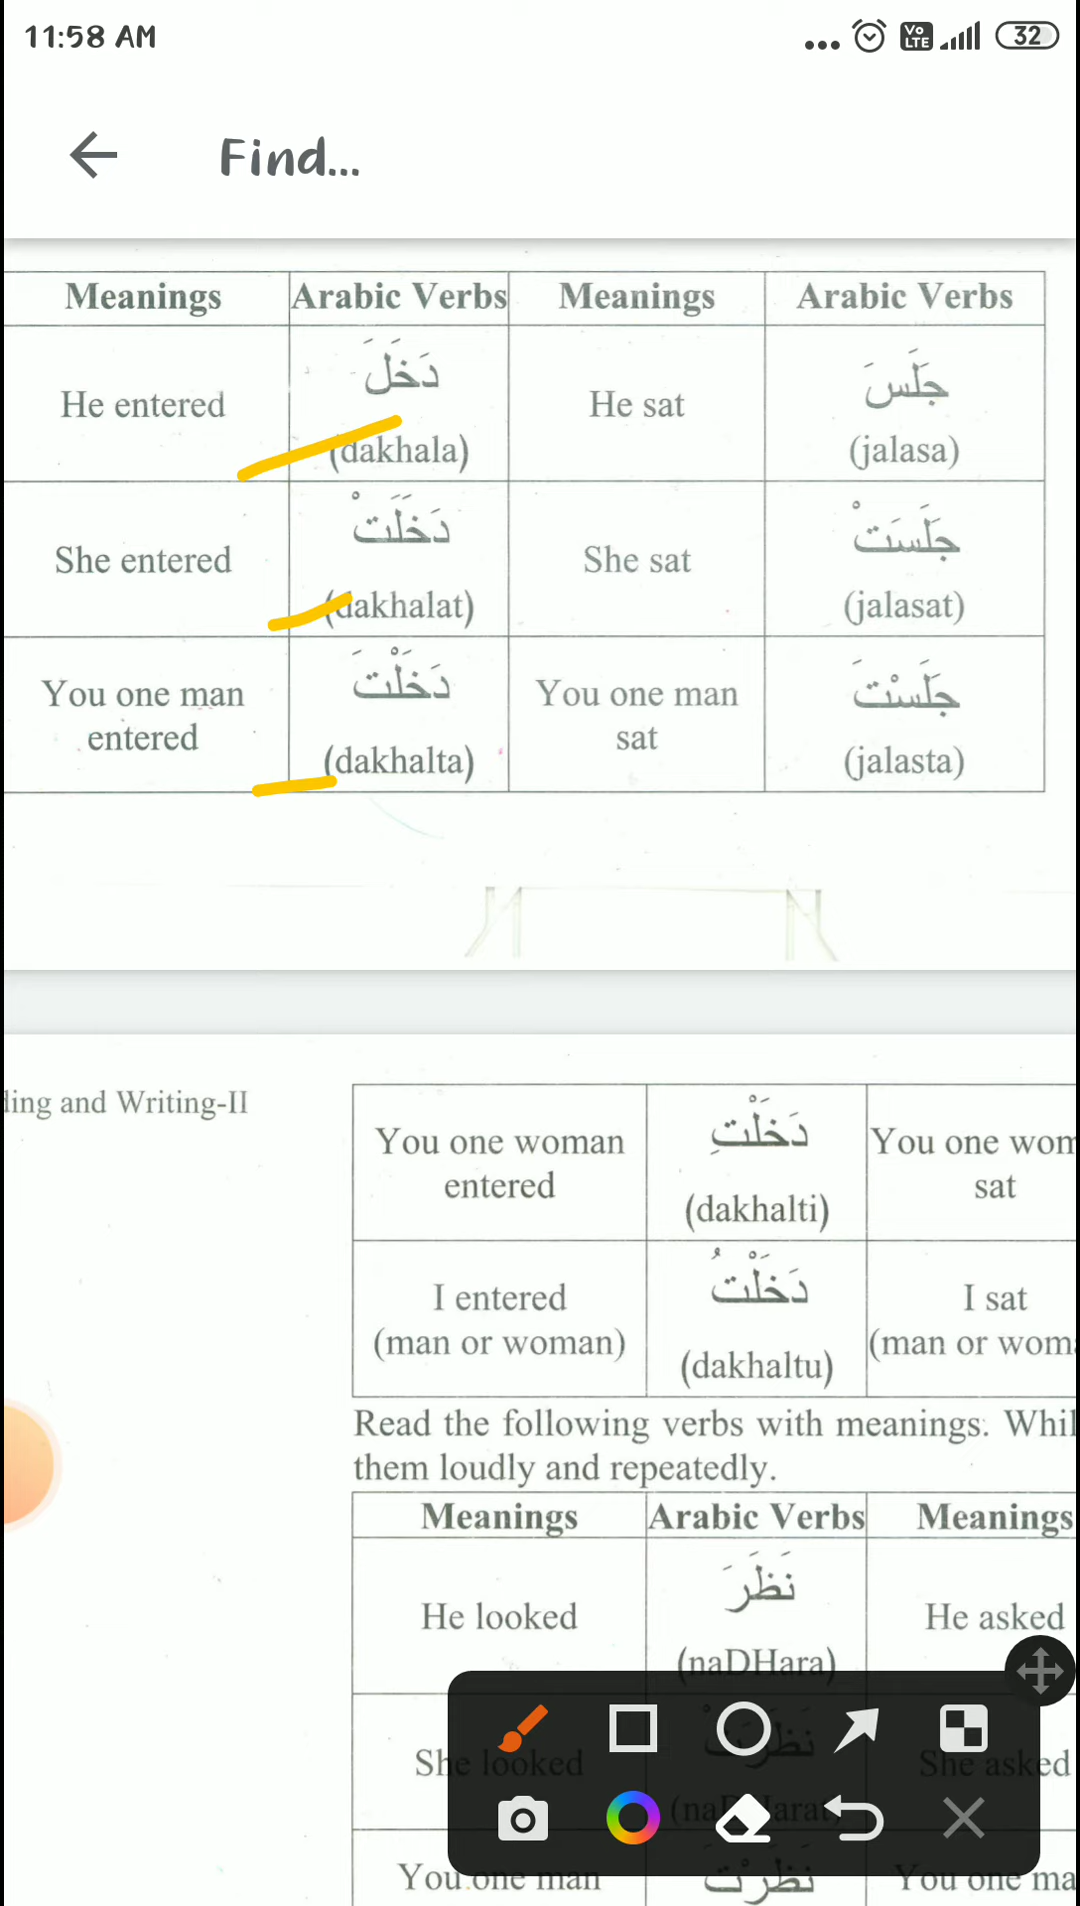 11:58 AM
Vo LTE 32
Find...
Meanings Arabic Verbs Meanings Arabic Verbs
He entered دَخَلَ (dakhala) He sat جَلَسَ (jalasa)
She entered دَخَلَتْ (dakhalat) She sat جَلَسَتْ (jalasat)
You one man entered دَخَلْتَ (dakhalta) You one man sat جَلَسْتَ (jalasta)
ding and Writing-II
You one woman entered دَخَلْتِ (dakhalti) You one wom sat
I entered (man or woman) دَخَلْتُ (dakhaltu) I sat (man or wom
Read the following verbs with meanings. Whil
them loudly and repeatedly.
Meanings Arabic Verbs Meanings
He looked نَظَرَ (naDHara) He asked
She looked She asked
You one man نَظَرْتَ You one ma